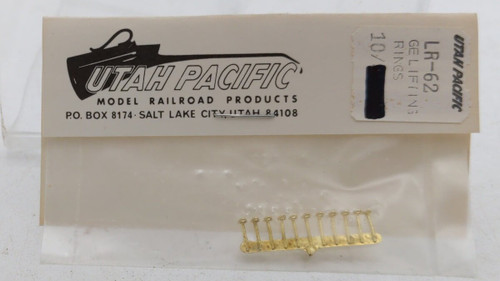 UTAH PACIFIC
MODEL RAILROAD PRODUCTS
P.O. BOX 8174 · SALT LAKE CITY, UTAH 84108
UTAH PACIFIC
LR-62
GE LIFTING
RINGS
10/